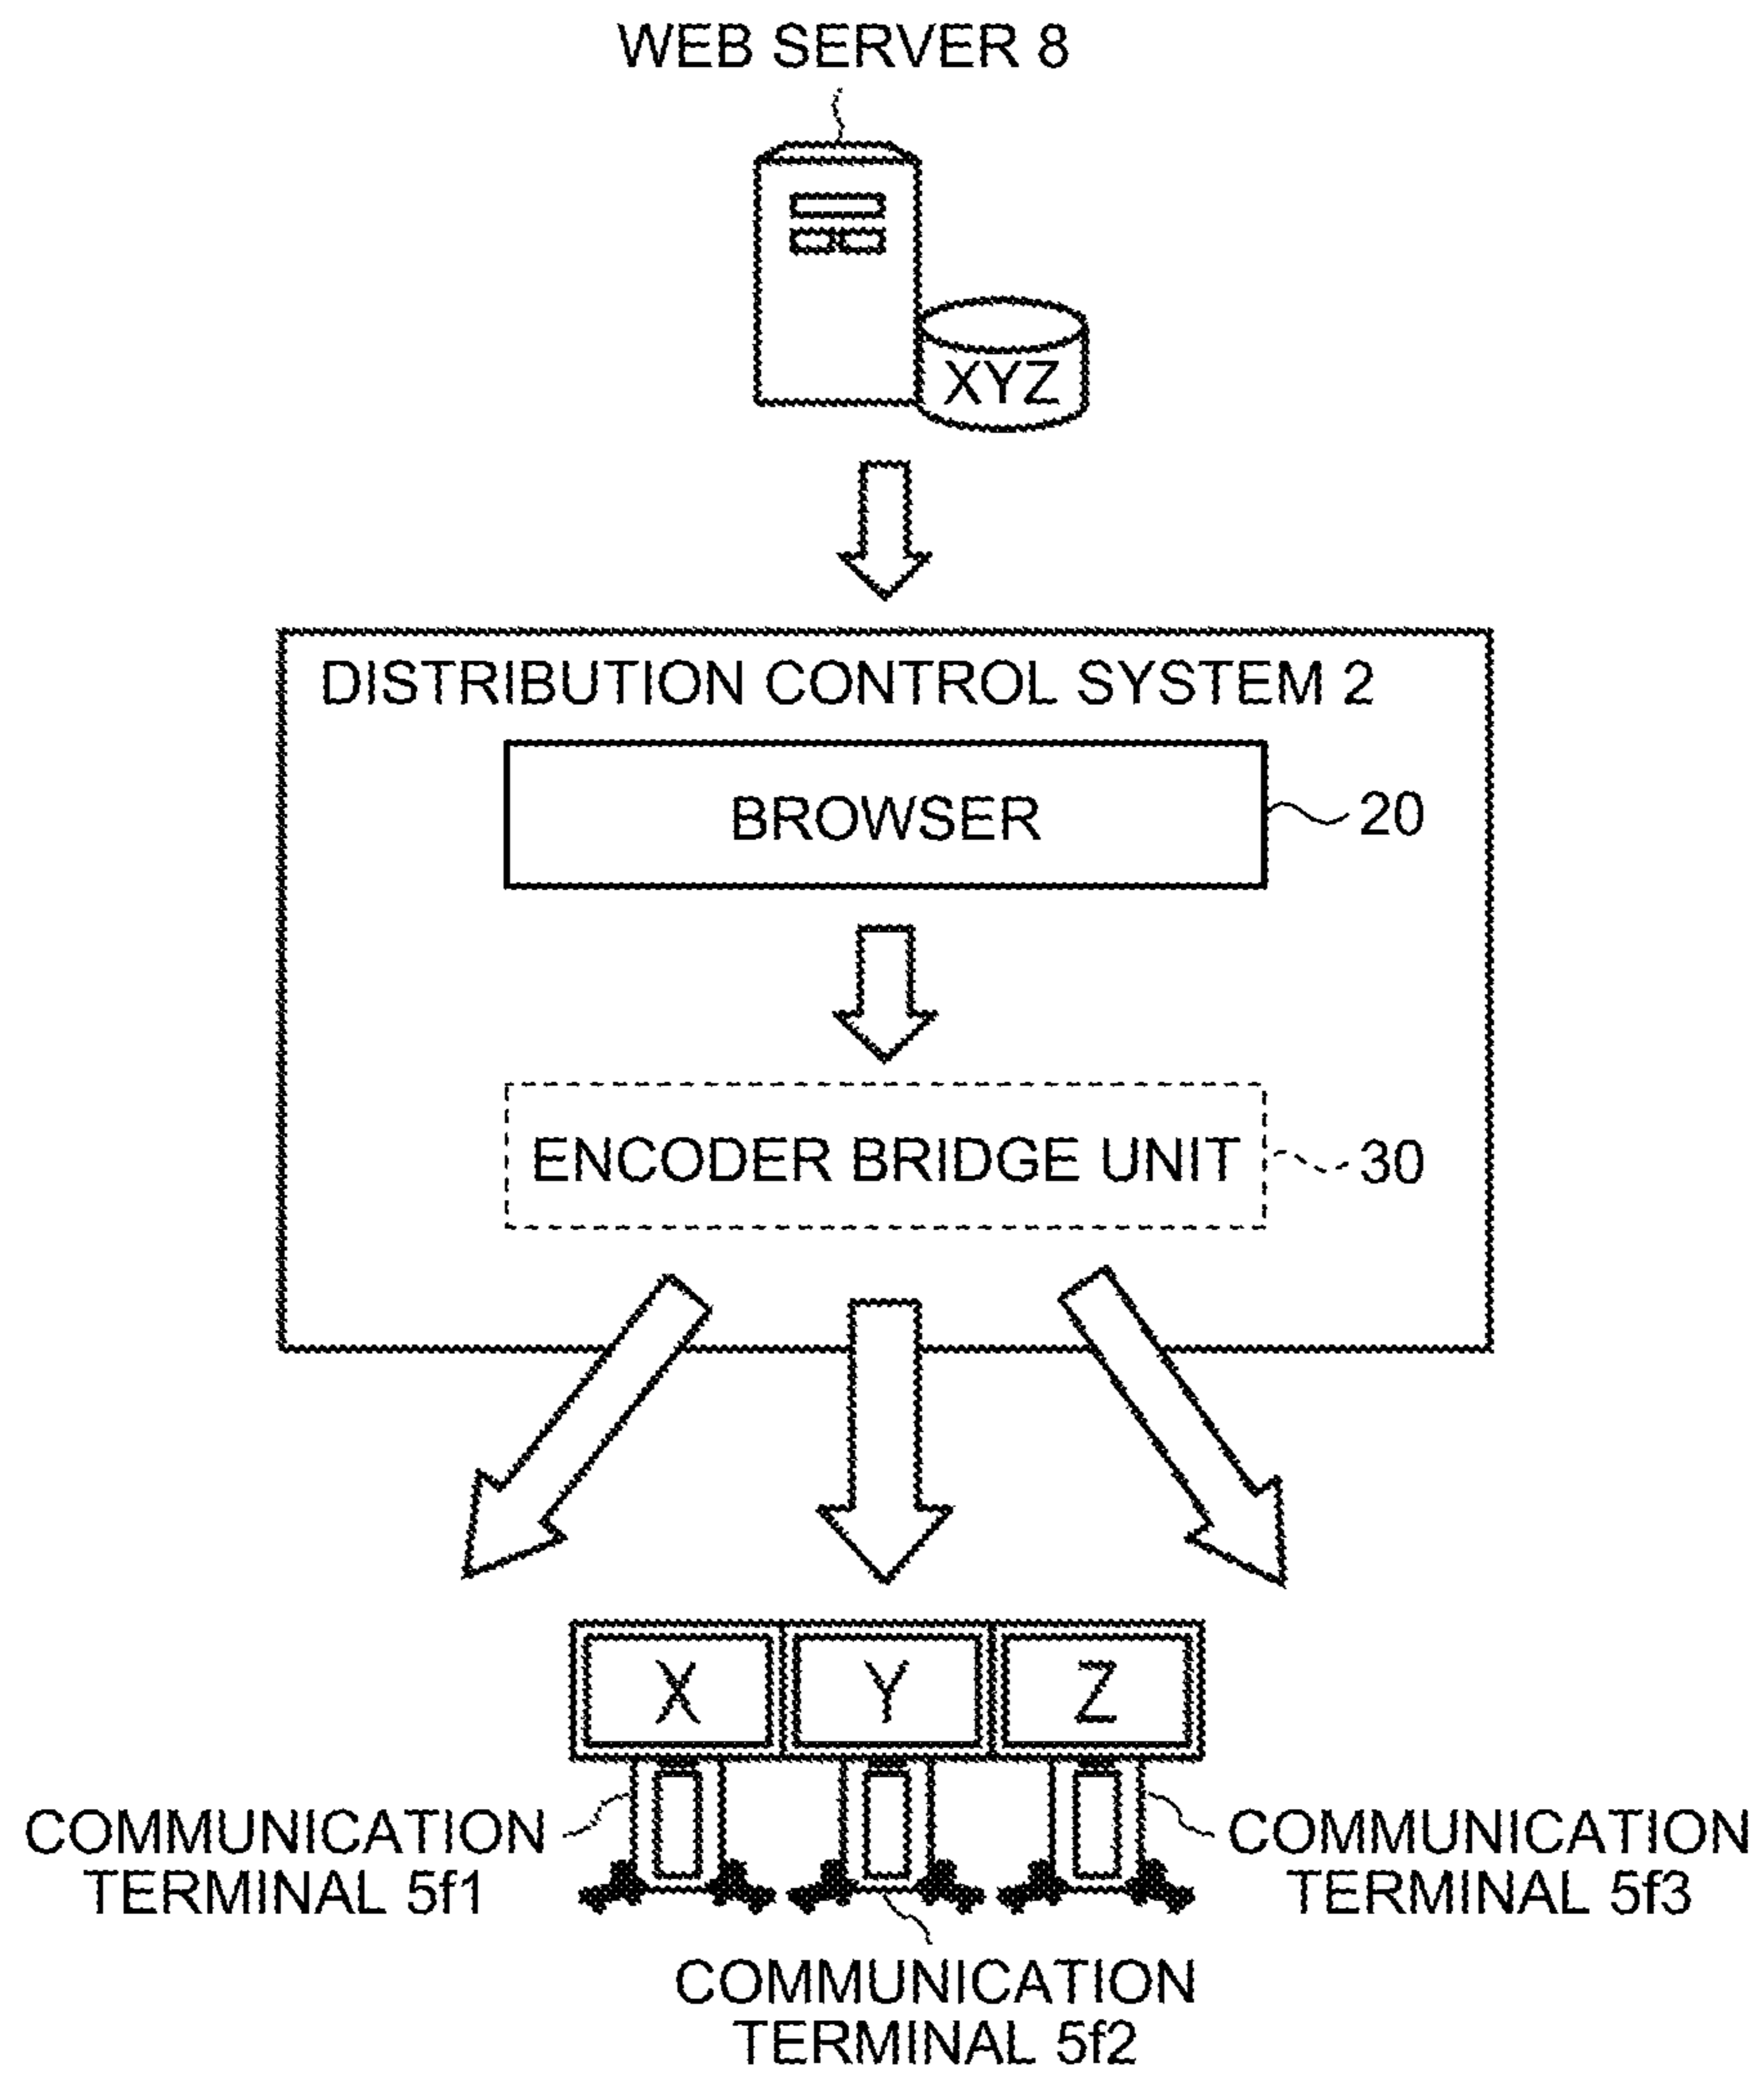 WEB SERVER 8
XYZ
DISTRIBUTION CONTROL SYSTEM 2
BROWSER
20
ENCODER BRIDGE UNIT
30
X
Y
Z
COMMUNICATION
TERMINAL 5f1
COMMUNICATION
TERMINAL 5f3
COMMUNICATION
TERMINAL 5f2